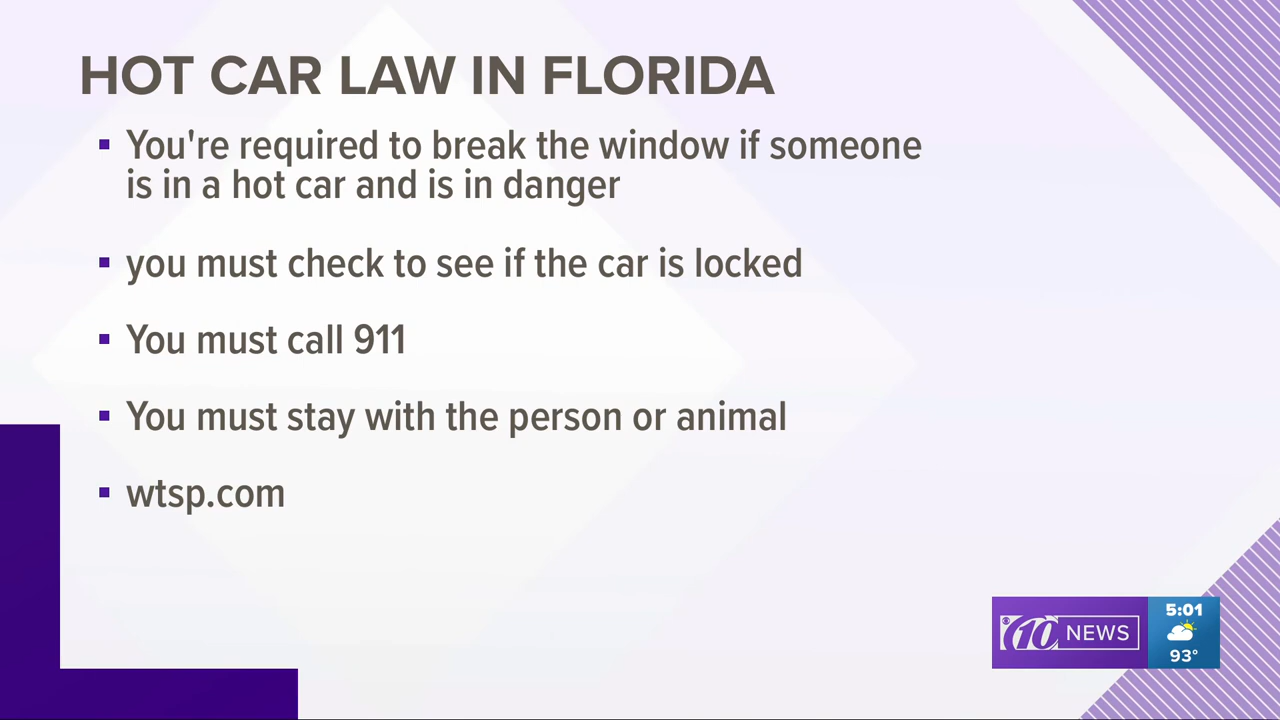 HOT CAR LAW IN FLORIDA
You're required to break the window if someone
is in a hot car and is in danger
you must check to see if the car is locked
You must call 911
You must stay with the person or animal
wtsp.com
10 NEWS
5:01
93°